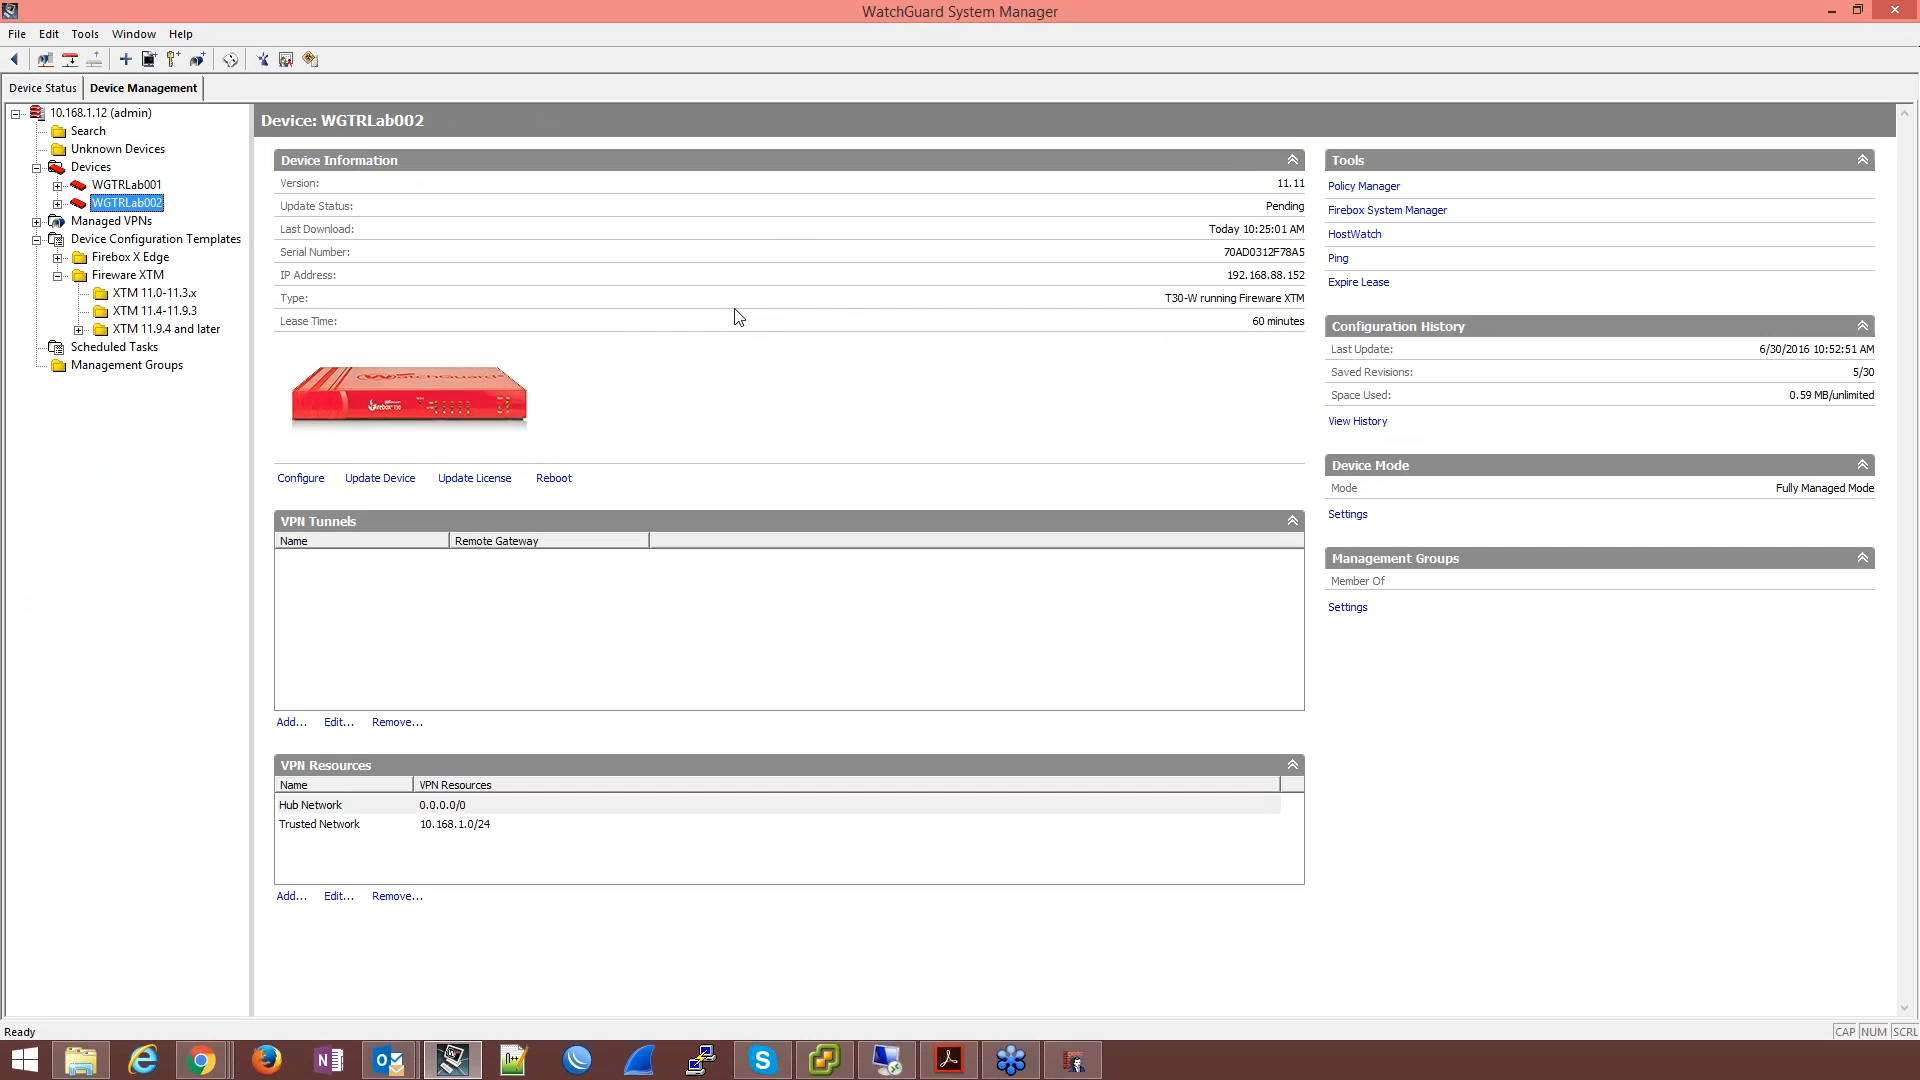 WatchGuard System Manager
File Edit Tools Window Help
Device Status Device Management
10.168.1.12 (admin)
Search
Unknown Devices
Devices
WGTRLab001
WGTRLab002
Managed VPNs
Device Configuration Templates
Firebox X Edge
Fireware XTM
XTM 11.0-11.3.x
XTM 11.4-11.9.3
XTM 11.9.4 and later
Scheduled Tasks
Management Groups
Device: WGTRLab002
Device Information
Version: 11.11
Update Status: Pending
Last Download: Today 10:25:01 AM
Serial Number: 70AD0312F78A5
IP Address: 192.168.88.152
Type: T30-W running Fireware XTM
Lease Time: 60 minutes
WatchGuard
Firebox T30
Configure Update Device Update License Reboot
VPN Tunnels
Name Remote Gateway
Add... Edit... Remove...
VPN Resources
Name VPN Resources
Hub Network 0.0.0.0/0
Trusted Network 10.168.1.0/24
Add... Edit... Remove...
Tools
Policy Manager
Firebox System Manager
HostWatch
Ping
Expire Lease
Configuration History
Last Update: 6/30/2016 10:52:51 AM
Saved Revisions: 5/30
Space Used: 0.59 MB/unlimited
View History
Device Mode
Mode Fully Managed Mode
Settings
Management Groups
Member Of
Settings
Ready
CAP NUM SCRL